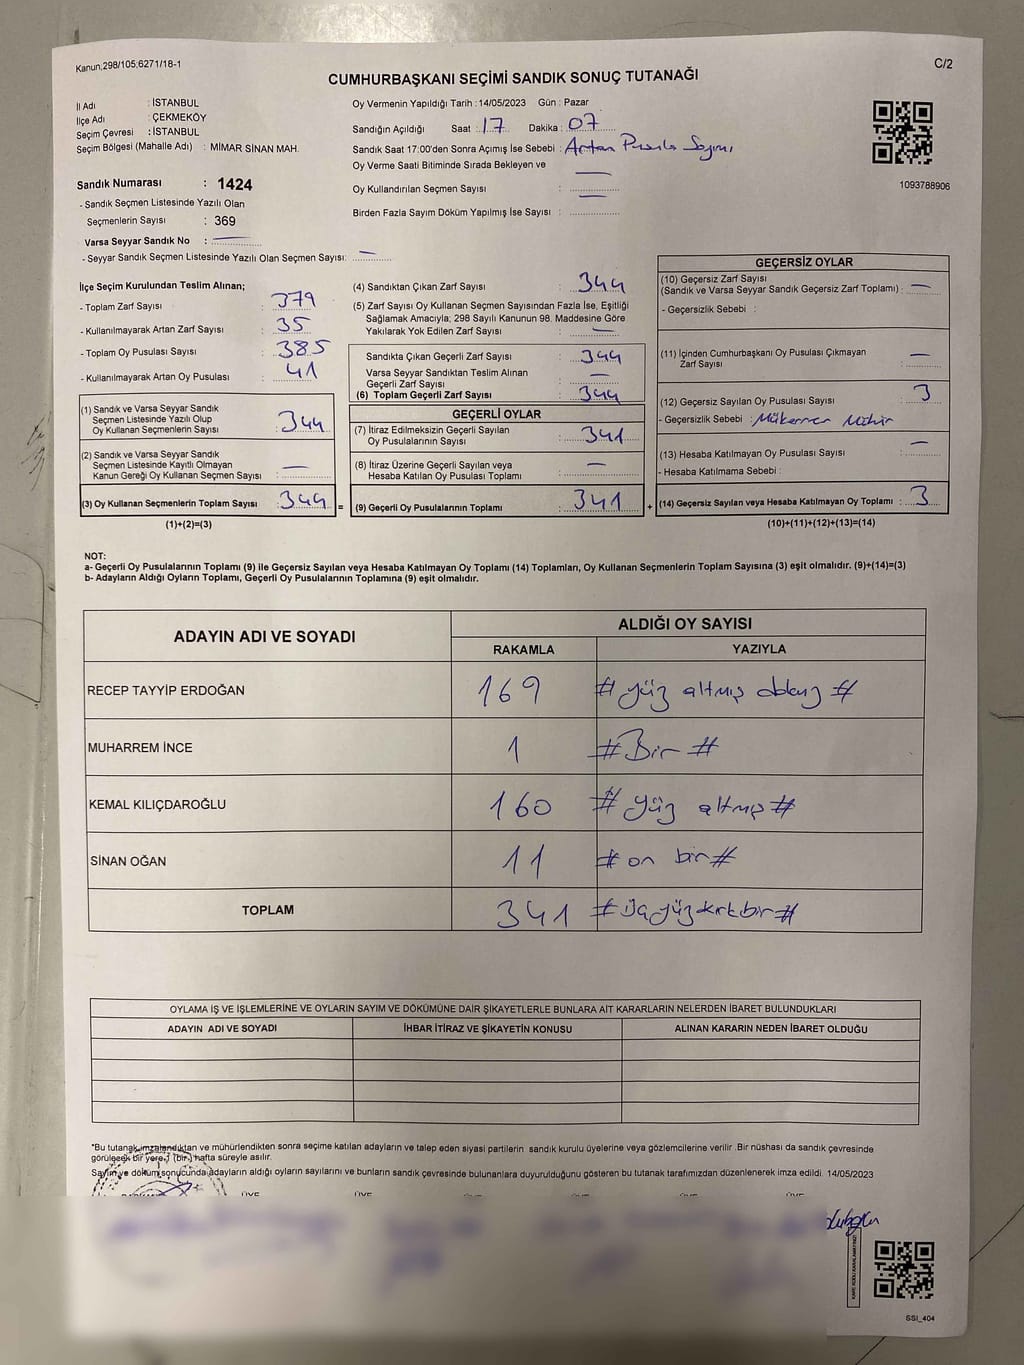 Kanun;298/105;6271/18-1
C/2
CUMHURBAŞKANI SEÇİMİ SANDIK SONUÇ TUTANAĞI
İl Adı : İSTANBUL
İlçe Adı : ÇEKMEKÖY
Seçim Çevresi : İSTANBUL
Seçim Bölgesi (Mahalle Adı) : MİMAR SİNAN MAH.
Sandık Numarası : 1424
- Sandık Seçmen Listesinde Yazılı Olan
Seçmenlerin Sayısı : 369
Varsa Seyyar Sandık No : —
- Seyyar Sandık Seçmen Listesinde Yazılı Olan Seçmen Sayısı: —
Oy Vermenin Yapıldığı Tarih : 14/05/2023 Gün : Pazar
Sandığın Açıldığı Saat : 17 Dakika : 07
Sandık Saat 17:00'den Sonra Açımış İse Sebebi : Artan Pusula Sayımı
Oy Verme Saati Bitiminde Sırada Bekleyen ve
Oy Kullandırılan Seçmen Sayısı : —
Birden Fazla Sayım Döküm Yapılmış İse Sayısı : —
1093788906
İlçe Seçim Kurulundan Teslim Alınan;
- Toplam Zarf Sayısı : 379
- Kullanılmayarak Artan Zarf Sayısı : 35
- Toplam Oy Pusulası Sayısı : 385
- Kullanılmayarak Artan Oy Pusulası : 41
(1) Sandık ve Varsa Seyyar Sandık
Seçmen Listesinde Yazılı Olup
Oy Kullanan Seçmenlerin Sayısı : 344
(2) Sandık ve Varsa Seyyar Sandık
Seçmen Listesinde Kayıtlı Olmayan
Kanun Gereği Oy Kullanan Seçmen Sayısı : —
(3) Oy Kullanan Seçmenlerin Toplam Sayısı : 344
(1)+(2)=(3)
=
(4) Sandıktan Çıkan Zarf Sayısı : 344
(5) Zarf Sayısı Oy Kullanan Seçmen Sayısından Fazla İse, Eşitliği
Sağlamak Amacıyla; 298 Sayılı Kanunun 98. Maddesine Göre
Yakılarak Yok Edilen Zarf Sayısı : —
Sandıkta Çıkan Geçerli Zarf Sayısı : 344
Varsa Seyyar Sandıktan Teslim Alınan
Geçerli Zarf Sayısı : —
(6) Toplam Geçerli Zarf Sayısı : 344
GEÇERLİ OYLAR
(7) İtiraz Edilmeksizin Geçerli Sayılan
Oy Pusulalarının Sayısı : 341
(8) İtiraz Üzerine Geçerli Sayılan veya
Hesaba Katılan Oy Pusulası Toplamı : —
(9) Geçerli Oy Pusulalarının Toplamı : 341
+
GEÇERSİZ OYLAR
(10) Geçersiz Zarf Sayısı
(Sandık ve Varsa Seyyar Sandık Geçersiz Zarf Toplamı) : —
- Geçersizlik Sebebi :
(11) İçinden Cumhurbaşkanı Oy Pusulası Çıkmayan
Zarf Sayısı : —
(12) Geçersiz Sayılan Oy Pusulası Sayısı : 3
- Geçersizlik Sebebi : Mükerrer Mühür
(13) Hesaba Katılmayan Oy Pusulası Sayısı : —
- Hesaba Katılmama Sebebi :
(14) Geçersiz Sayılan veya Hesaba Katılmayan Oy Toplamı : 3
(10)+(11)+(12)+(13)=(14)
NOT:
a- Geçerli Oy Pusulalarının Toplamı (9) ile Geçersiz Sayılan veya Hesaba Katılmayan Oy Toplamı (14) Toplamları, Oy Kullanan Seçmenlerin Toplam Sayısına (3) eşit olmalıdır. (9)+(14)=(3)
b- Adayların Aldığı Oyların Toplamı, Geçerli Oy Pusulalarının Toplamına (9) eşit olmalıdır.
ADAYIN ADI VE SOYADI ALDIĞI OY SAYISI
RAKAMLA YAZIYLA
RECEP TAYYİP ERDOĞAN 169 # yüz altmış dokuz #
MUHARREM İNCE 1 # Bir #
KEMAL KILIÇDAROĞLU 160 # yüz altmış #
SİNAN OĞAN 11 # on bir #
TOPLAM 341 # üçyüzkırkbir #
OYLAMA İŞ VE İŞLEMLERİNE VE OYLARIN SAYIM VE DÖKÜMÜNE DAİR ŞİKAYETLERLE BUNLARA AİT KARARLARIN NELERDEN İBARET BULUNDUKLARI
ADAYIN ADI VE SOYADI İHBAR İTİRAZ VE ŞİKAYETİN KONUSU ALINAN KARARIN NEDEN İBARET OLDUĞU
*Bu tutanak imzalandıktan ve mühürlendikten sonra seçime katılan adayların ve talep eden siyasi partilerin sandık kurulu üyelerine veya gözlemcilerine verilir .Bir nüshası da sandık çevresinde
görülecek bir yere,1 (bir ) hafta süreyle asılır.
Sayım ve döküm sonucunda adayların aldığı oyların sayılarını ve bunların sandık çevresinde bulunanlara duyurulduğunu gösteren bu tutanak tarafımızdan düzenlenerek imza edildi. 14/05/2023
ÜYE ÜYE ÜYE ÜYE ÜYE
SSI_404